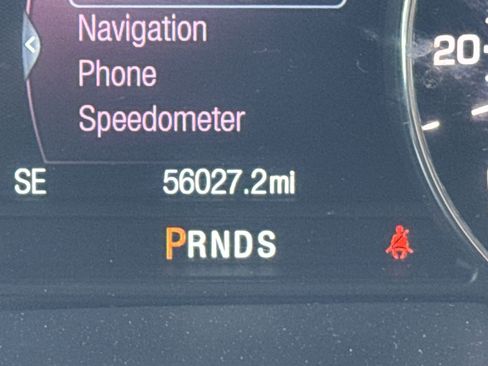 Navigation
Phone
Speedometer
20
SE
56027.2mi
PRNDS